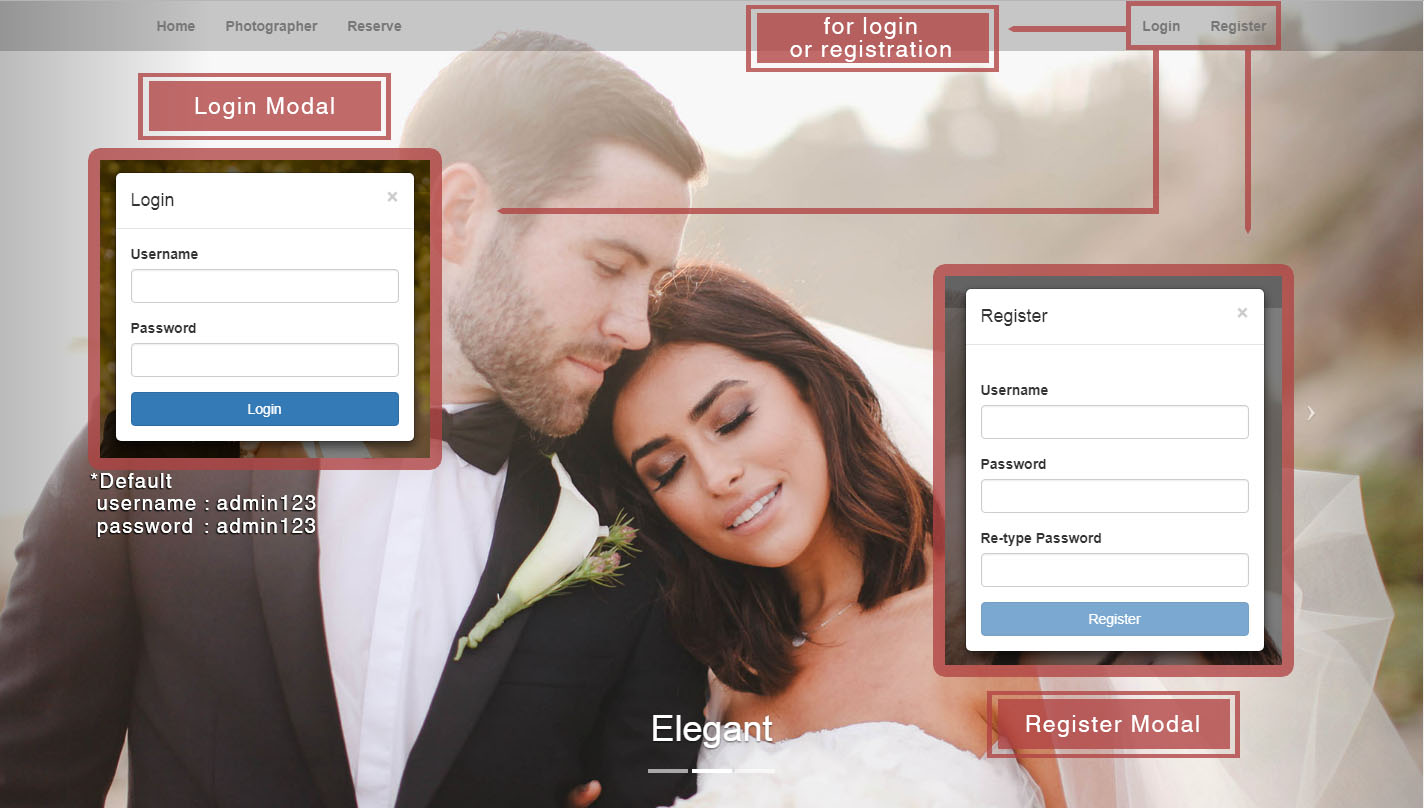 Home Photographer Reserve
for login
or registration
Login Register
Login Modal
Login ×
Username
Password
Login
*Default
username : admin123
password : admin123
Register ×
Username
Password
Re-type Password
Register
Register Modal
Elegant